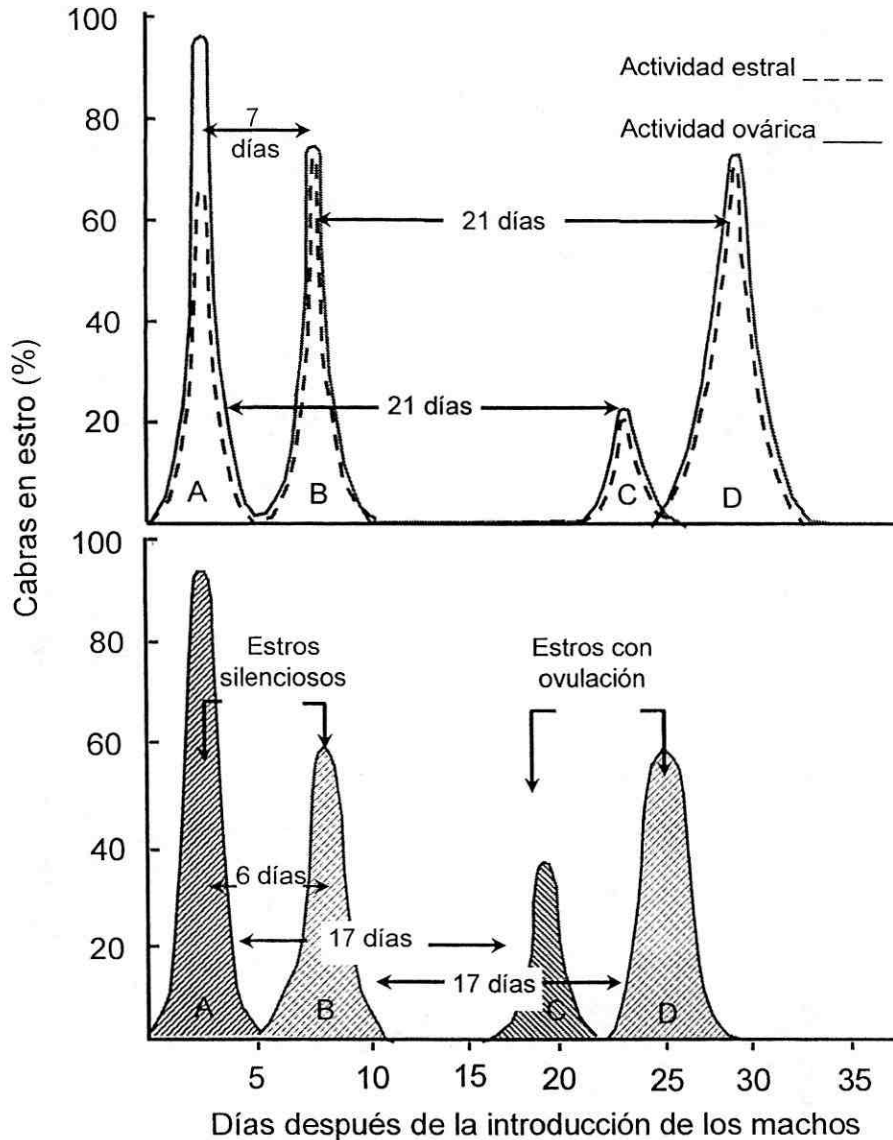 100
80
60
40
20
Actividad estral
Actividad ovárica
7
días
21 días
21 días
A
B
C
D
Cabras en estro (%)
100
80
60
40
20
Estros
silenciosos
Estros con
ovulación
6 días
17 días
17 días
A
B
C
D
5
10
15
20
25
30
35
Días después de la introducción de los machos